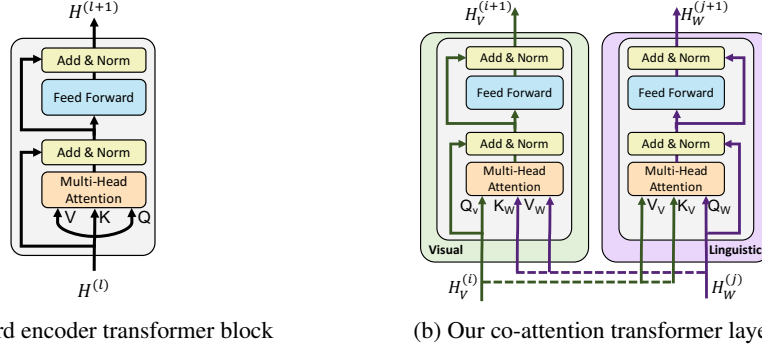 H^(l+1)
Add & Norm
Feed Forward
Add & Norm
Multi-Head
Attention
V K Q
H^(l)
encoder transformer block
H_V^(i+1)
Add & Norm
Feed Forward
Add & Norm
Multi-Head
Attention
Q_v K_W V_W
Visual
H_V^(i)
H_W^(j+1)
Add & Norm
Feed Forward
Add & Norm
Multi-Head
Attention
V_V K_V Q_W
Linguistic
H_W^(j)
(b) Our co-attention transformer laye